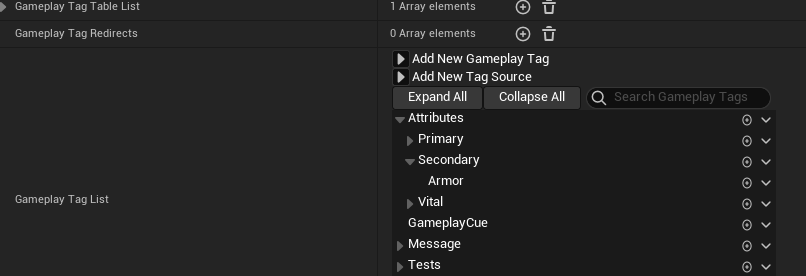 Gameplay Tag Table List 1 Array elements
Gameplay Tag Redirects 0 Array elements
Add New Gameplay Tag
Add New Tag Source
Expand All Collapse All Search Gameplay Tags
Attributes
Primary
Secondary
Armor
Gameplay Tag List
Vital
GameplayCue
Message
Tests